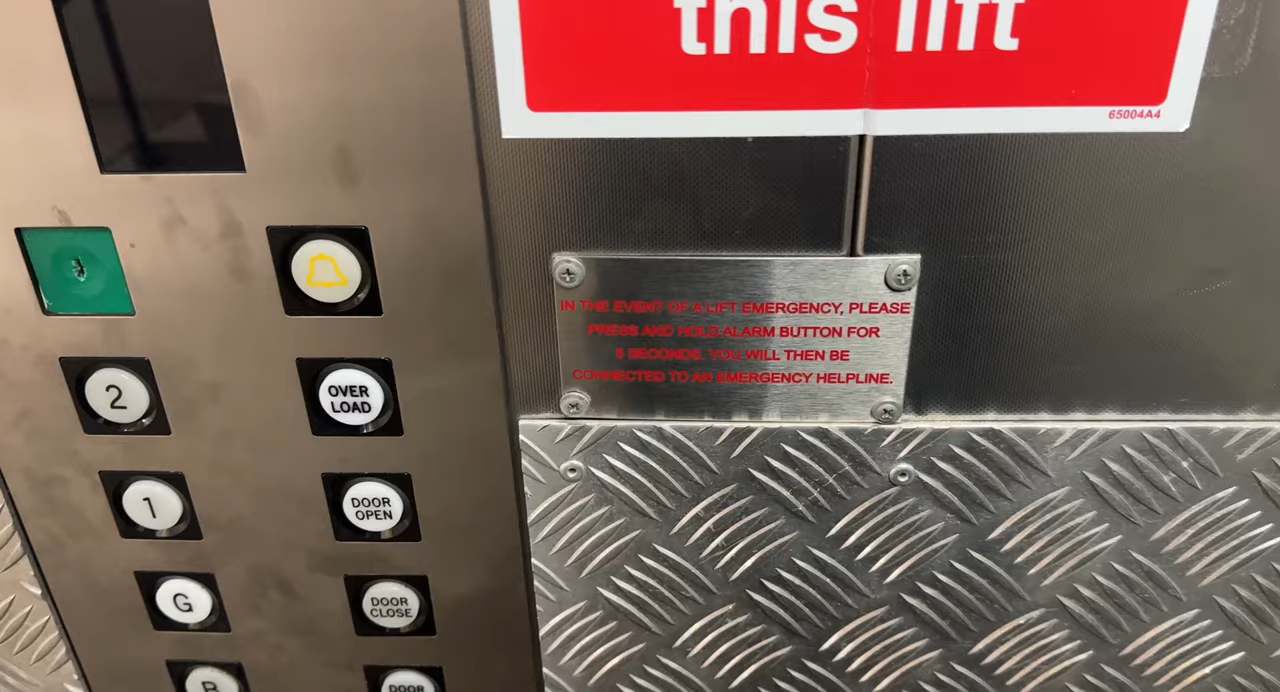 this lift
65004A4
IN THE EVENT OF A LIFT EMERGENCY, PLEASE
PRESS AND HOLD ALARM BUTTON FOR
5 SECONDS. YOU WILL THEN BE
CONNECTED TO AN EMERGENCY HELPLINE.
2
OVER
LOAD
1
DOOR
OPEN
G
DOOR
CLOSE
B
DOOR